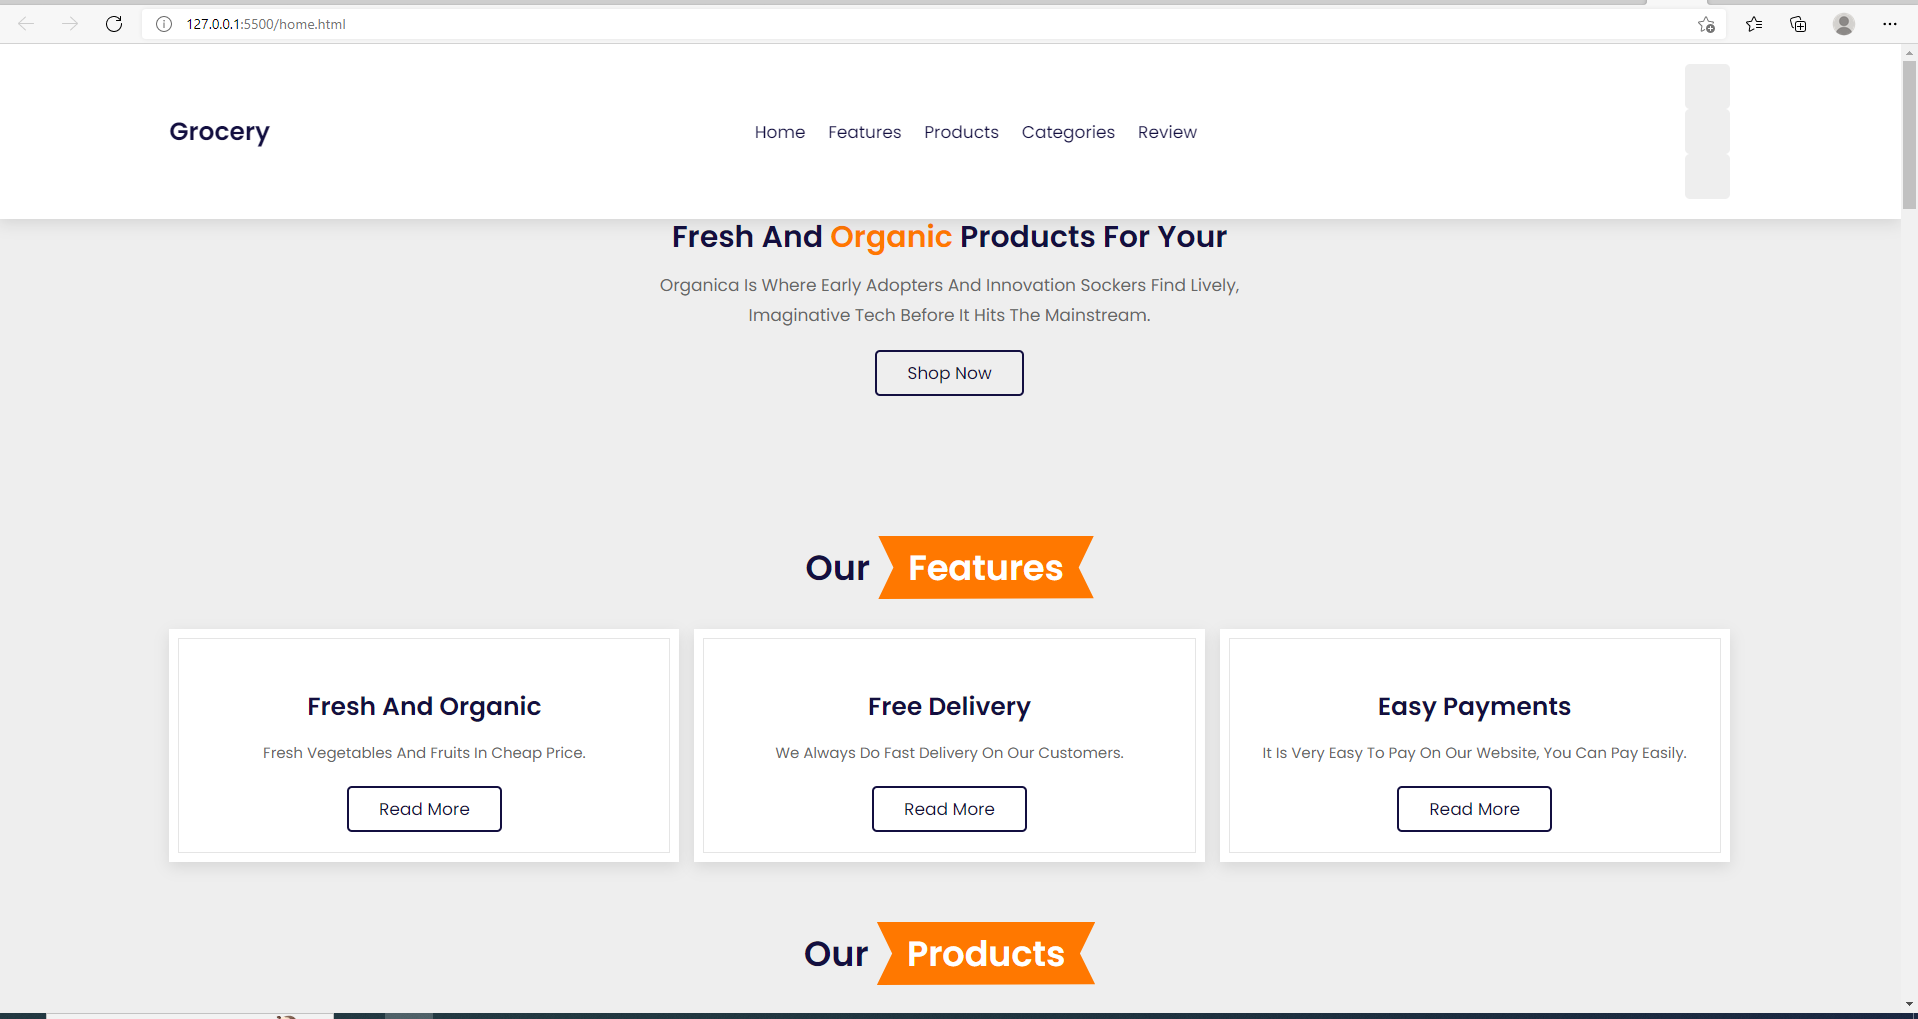 127.0.0.1:5500/home.html
Grocery
Home Features Products Categories Review
Fresh And Organic Products For Your
Organica Is Where Early Adopters And Innovation Sockers Find Lively,
Imaginative Tech Before It Hits The Mainstream.
Shop Now
Our Features
Fresh And Organic
Fresh Vegetables And Fruits In Cheap Price.
Read More
Free Delivery
We Always Do Fast Delivery On Our Customers.
Read More
Easy Payments
It Is Very Easy To Pay On Our Website, You Can Pay Easily.
Read More
Our Products